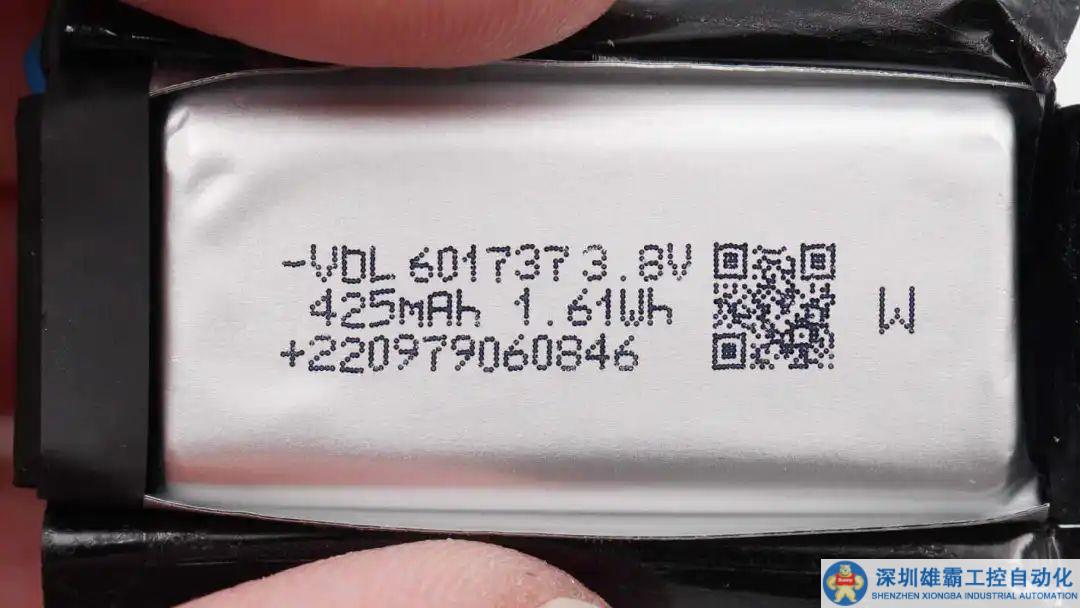 -VDL 601737 3.8V
425mAh 1.61Wh
+220979060846
W
深圳雄霸工控自动化
SHENZHEN XIONGBA INDUSTRIAL AUTOMATION